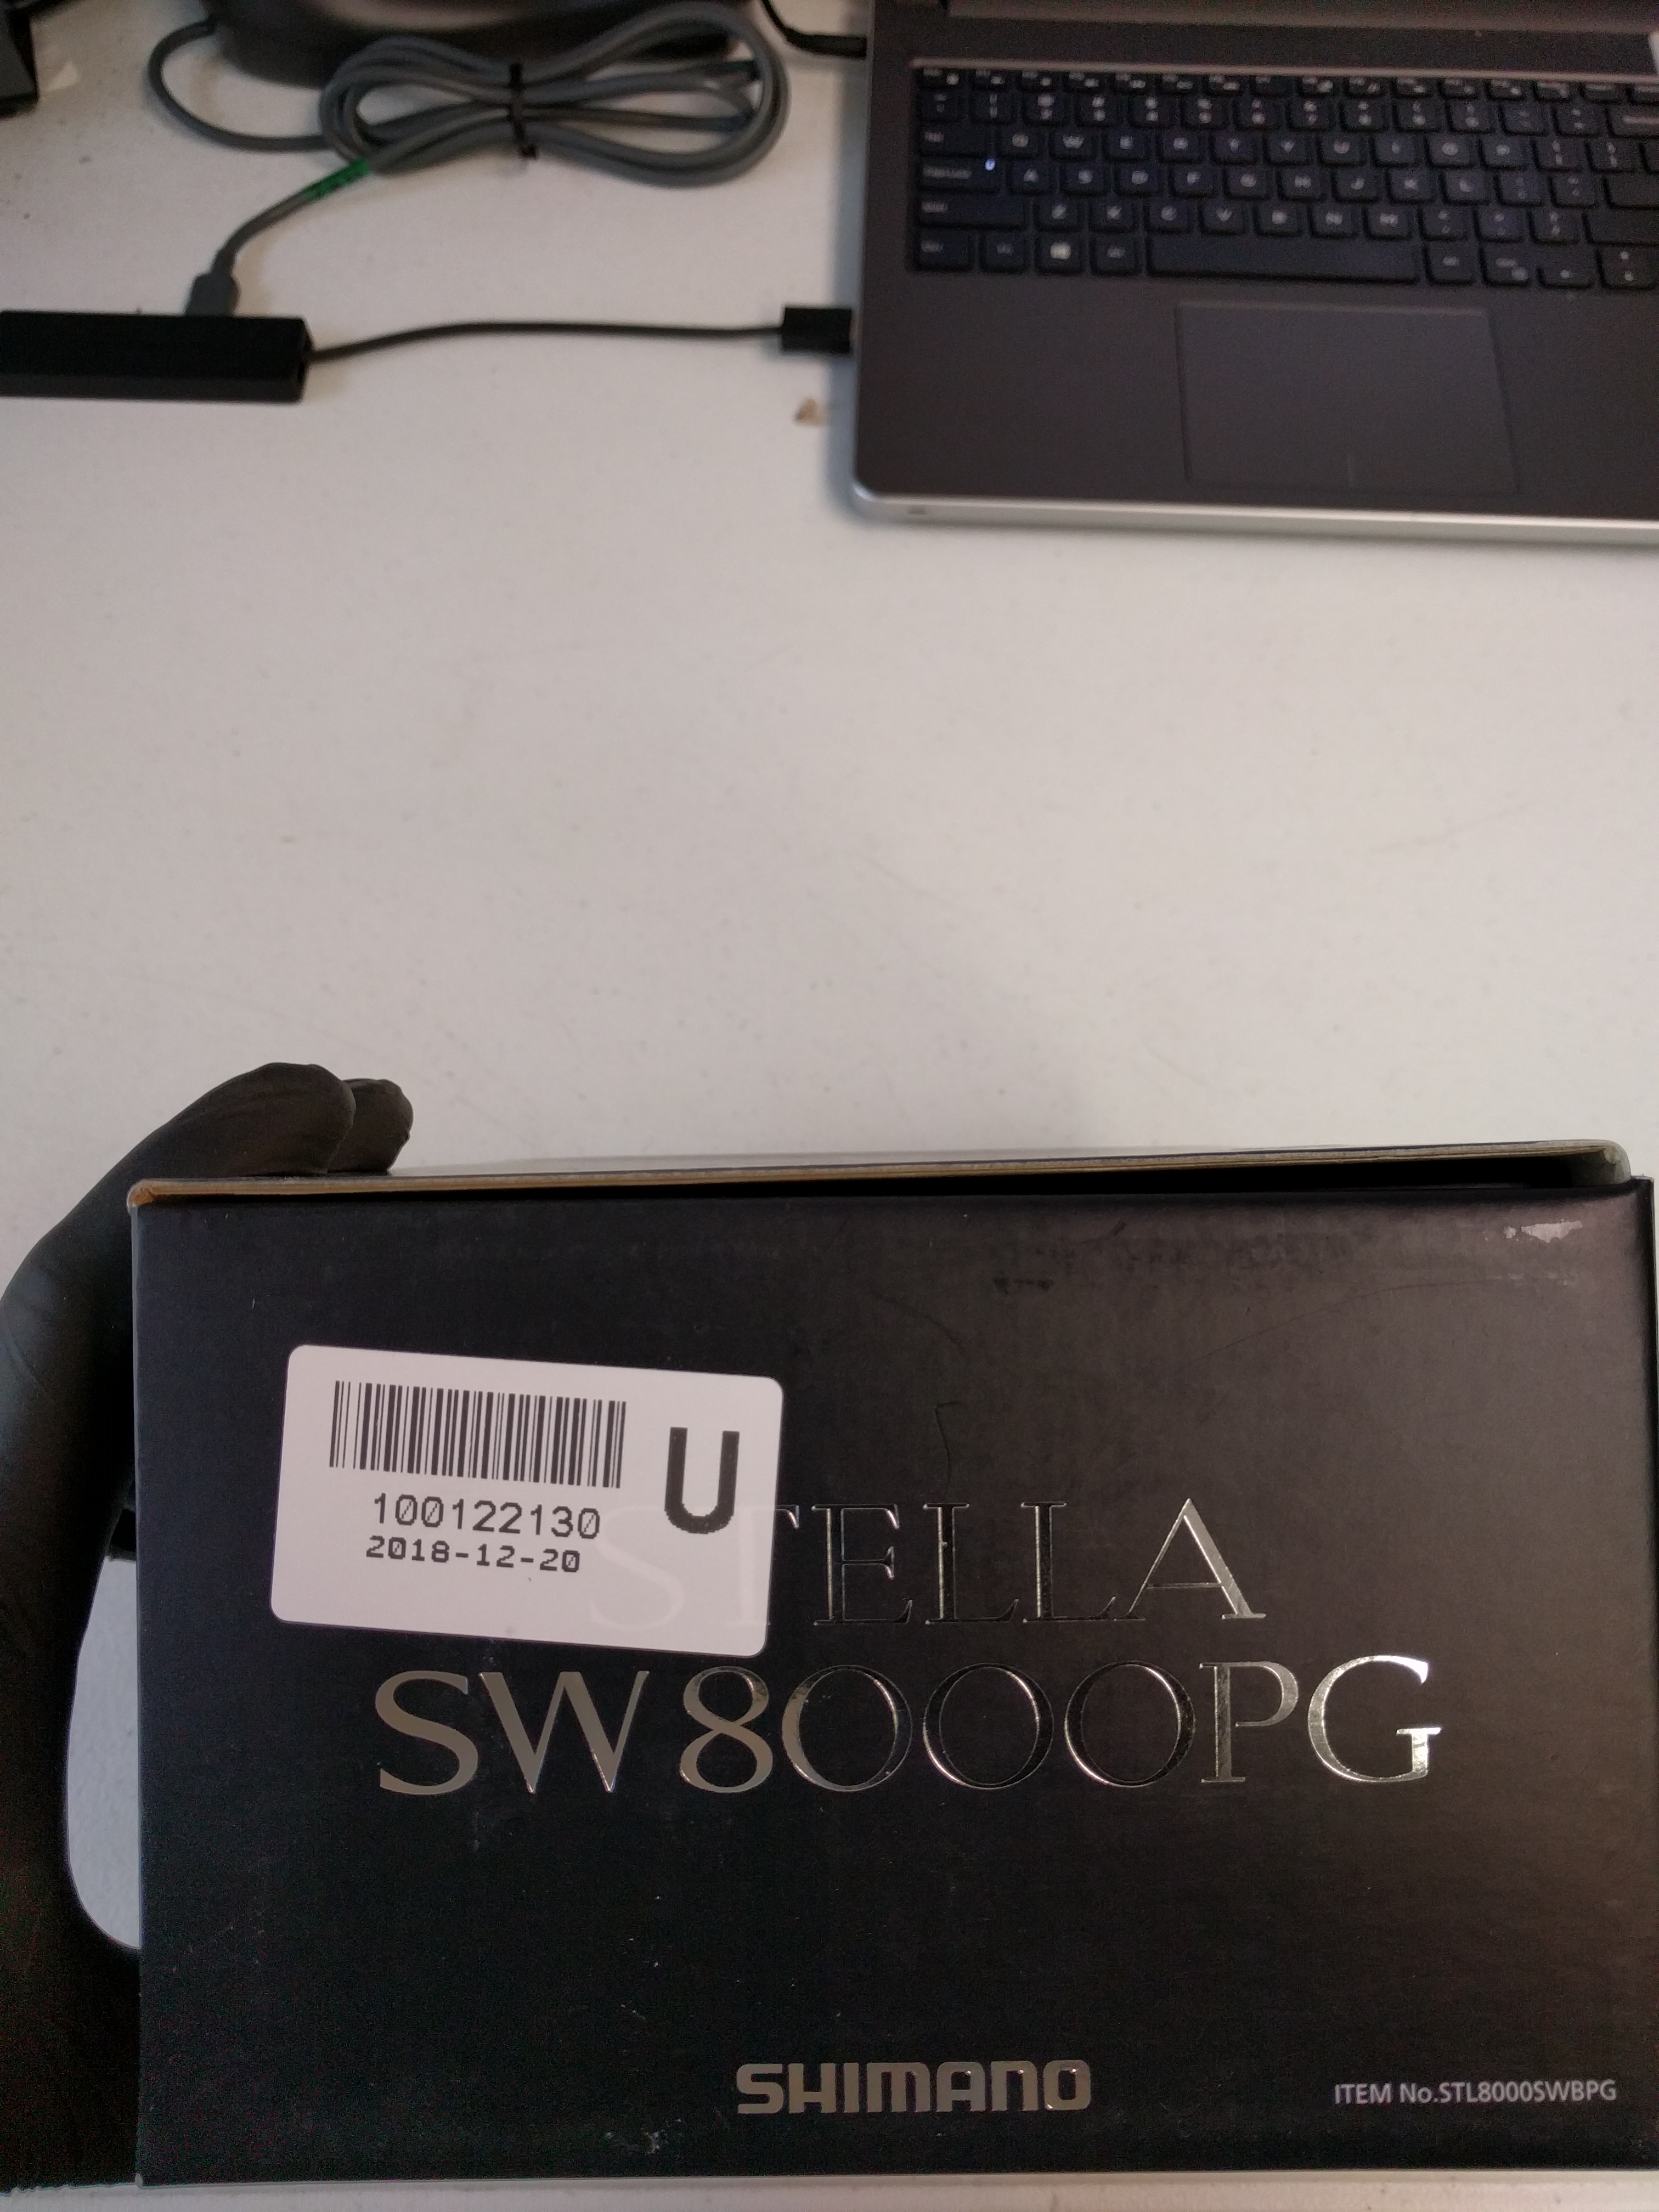 Q W E R T Y U I O P
A S D F G H J K L
Z X C V B N M
U
100122130
2018-12-20
STELLA
SW8000PG
SHIMANO
ITEM No.STL8000SWBPG